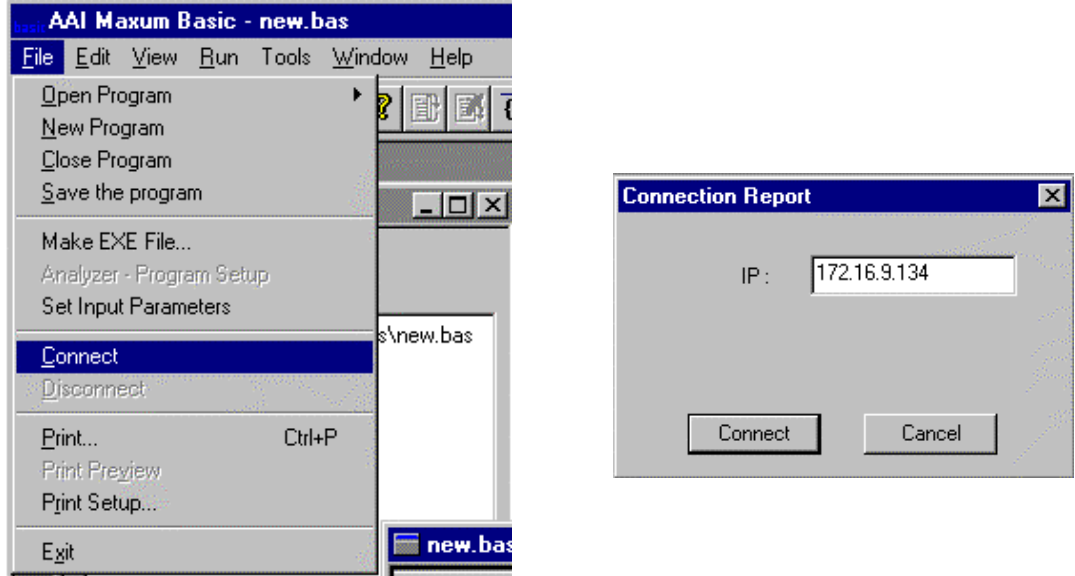 AAI Maxum Basic - new.bas
File Edit View Run Tools Window Help
Open Program
New Program
Close Program
Save the program
Make EXE File...
Analyzer - Program Setup
Set Input Parameters
s\new.bas
Connect
Disconnect
Print... Ctrl+P
Print Preview
Print Setup...
Exit
new.bas
Connection Report
IP : 172.16.9.134
Connect Cancel